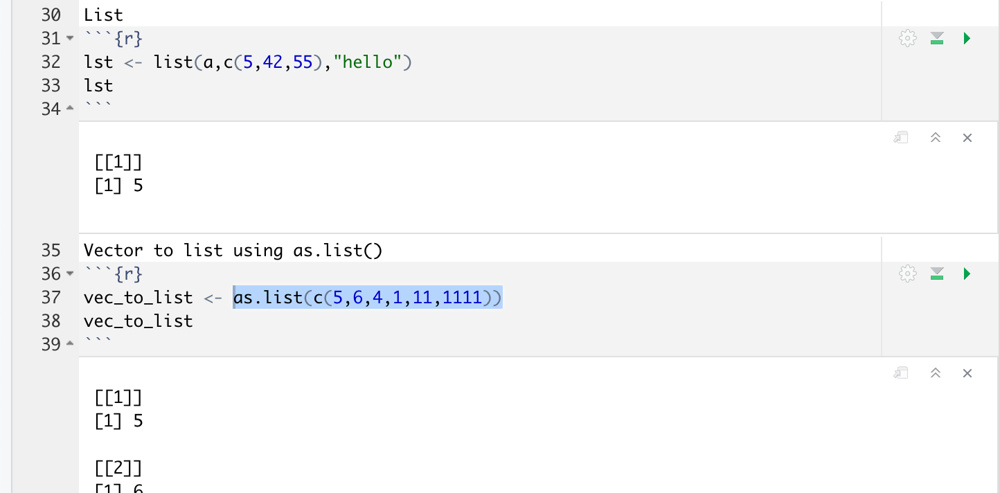 30 List
31 ```{r}
32 lst <- list(a,c(5,42,55),"hello")
33 lst
34 ```
[[1]]
[1] 5
35 Vector to list using as.list()
36 ```{r}
37 vec_to_list <- as.list(c(5,6,4,1,11,1111))
38 vec_to_list
39 ```
[[1]]
[1] 5
[[2]]
[1] 6